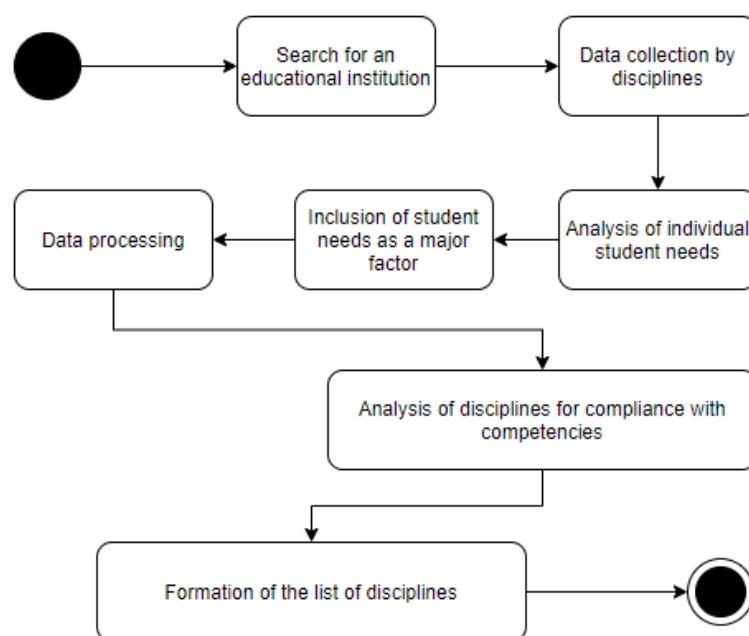 Search for an
educational institution
Data collection by
disciplines
Analysis of individual
student needs
Inclusion of student
needs as a major
factor
Data processing
Analysis of disciplines for compliance with
competencies
Formation of the list of disciplines